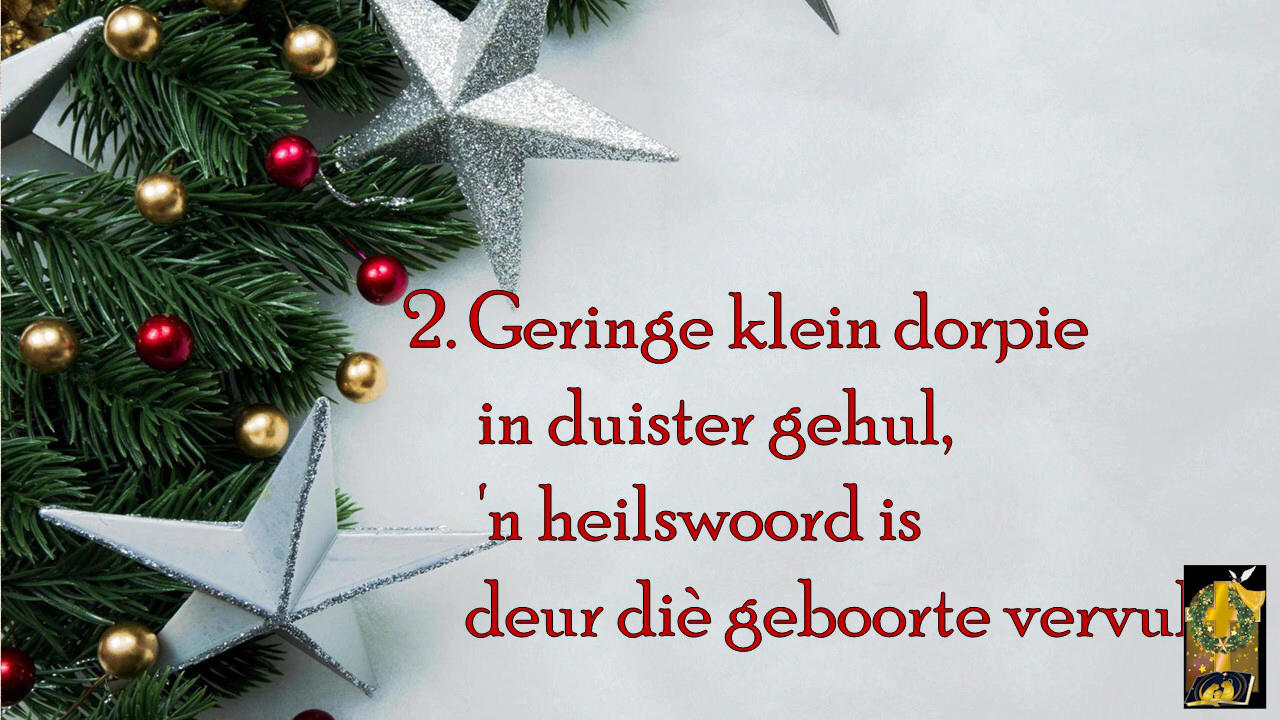 2. Geringe klein dorpie
in duister gehul,
'n heilswoord is
deur diè geboorte